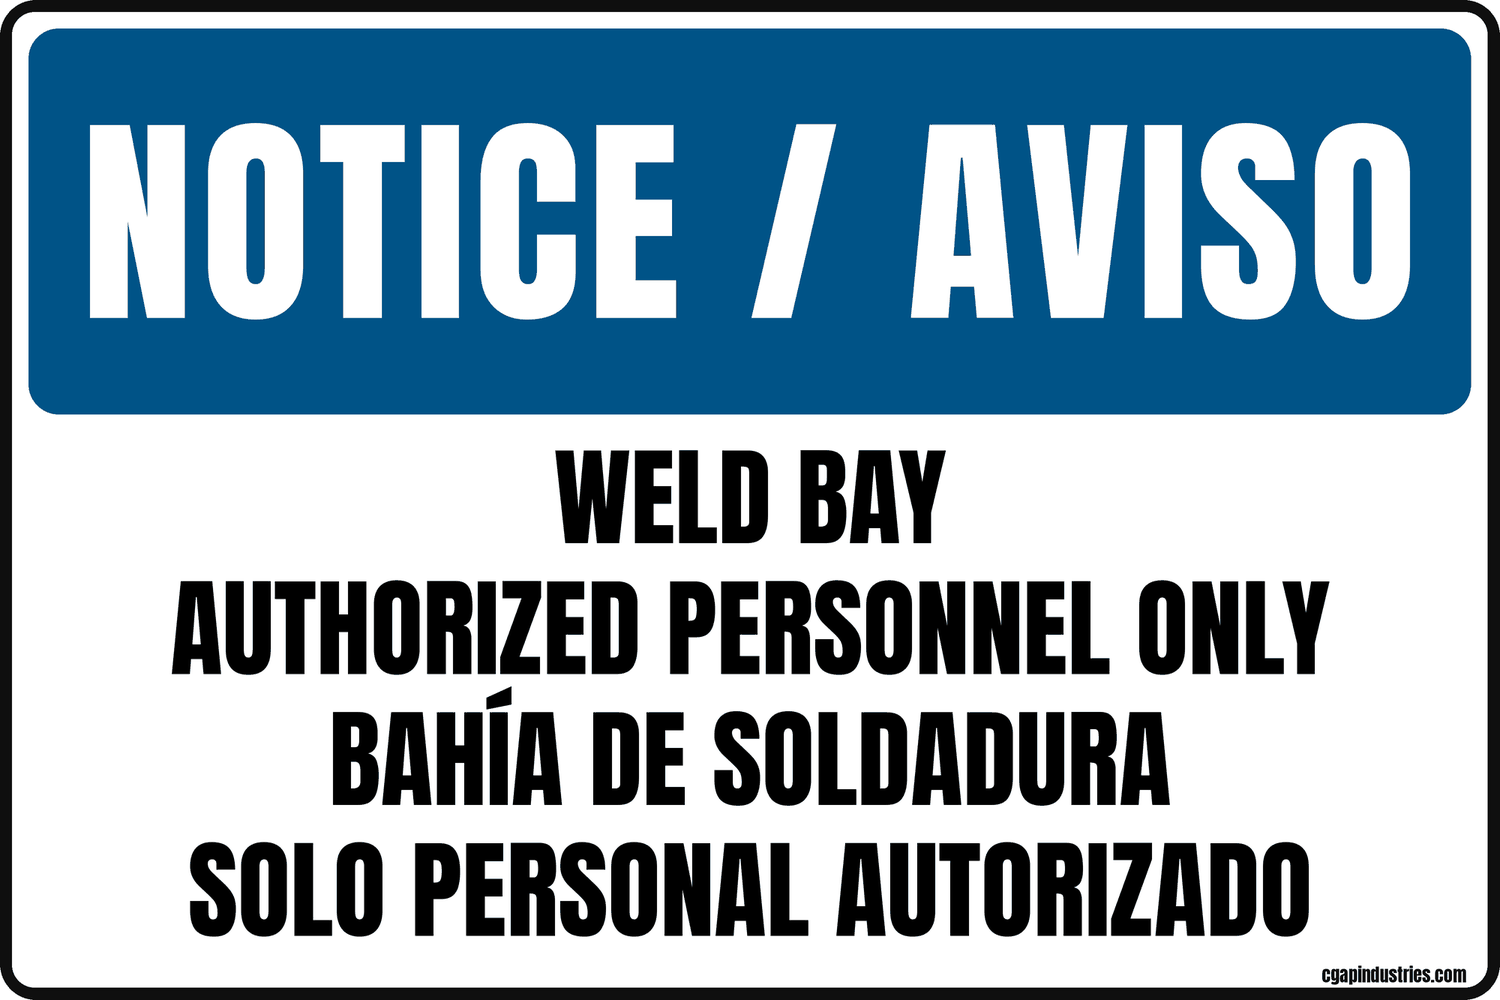 NOTICE / AVISO
WELD BAY
AUTHORIZED PERSONNEL ONLY
BAHÍA DE SOLDADURA
SOLO PERSONAL AUTORIZADO
cgapindustries.com